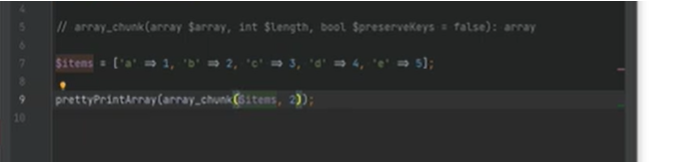 4
5 // array_chunk(array $array, int $length, bool $preserveKeys = false): array
6
7 $items = ['a' => 1, 'b' => 2, 'c' => 3, 'd' => 4, 'e' => 5];
8
9 prettyPrintArray(array_chunk($items, 2));
10